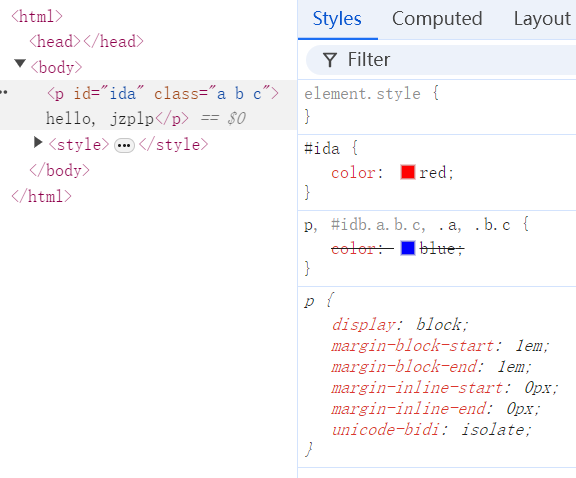 <html>
<head></head>
<body>
<p id="ida" class="a b c">
hello, jzplp</p> == $0
<style>…</style>
</body>
</html>
Styles Computed Layout
Filter
element.style {
}
#ida {
color: red;
}
p, #idb.a.b.c, .a, .b.c {
color: blue;
}
p {
display: block;
margin-block-start: 1em;
margin-block-end: 1em;
margin-inline-start: 0px;
margin-inline-end: 0px;
unicode-bidi: isolate;
}